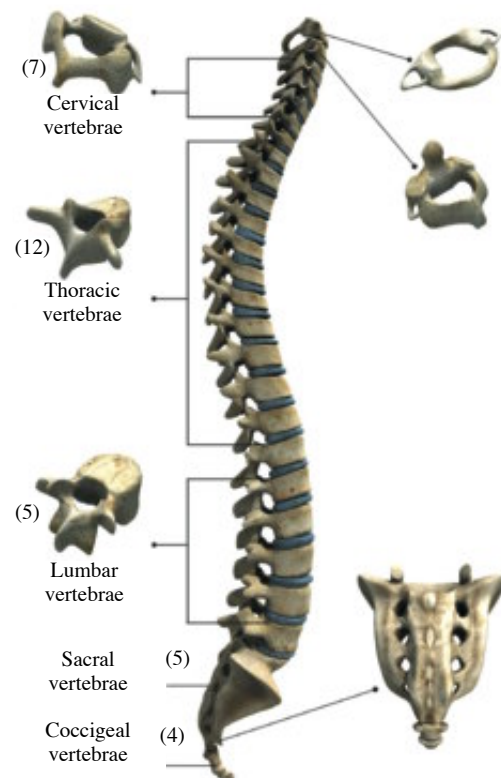 (7)
Cervical
vertebrae
(12)
Thoracic
vertebrae
(5)
Lumbar
vertebrae
Sacral (5)
vertebrae
Coccigeal (4)
vertebrae